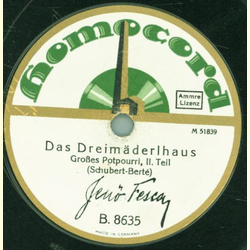 Homocord
Ammre
Lizenz
M 51839
Das Dreimäderlhaus
Großes Potpourri, II. Teil
(Schubert-Berté)
Jenö Fesca
B. 8635
MADE IN GERMANY